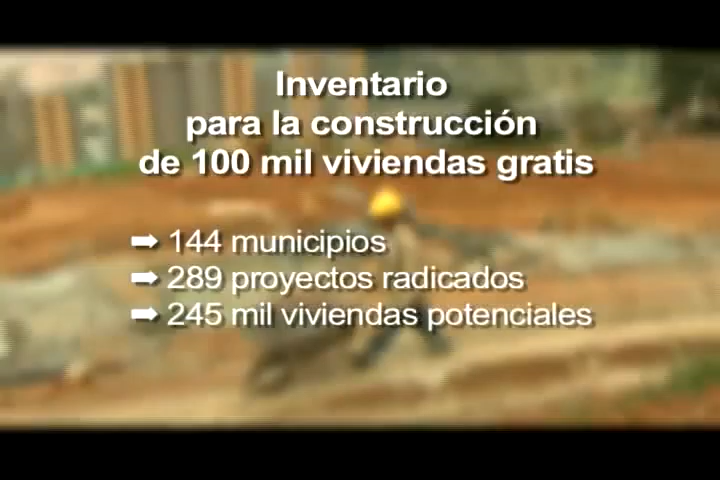 Inventario
para la construcción
de 100 mil viviendas gratis
➡ 144 municipios
➡ 289 proyectos radicados
➡ 245 mil viviendas potenciales